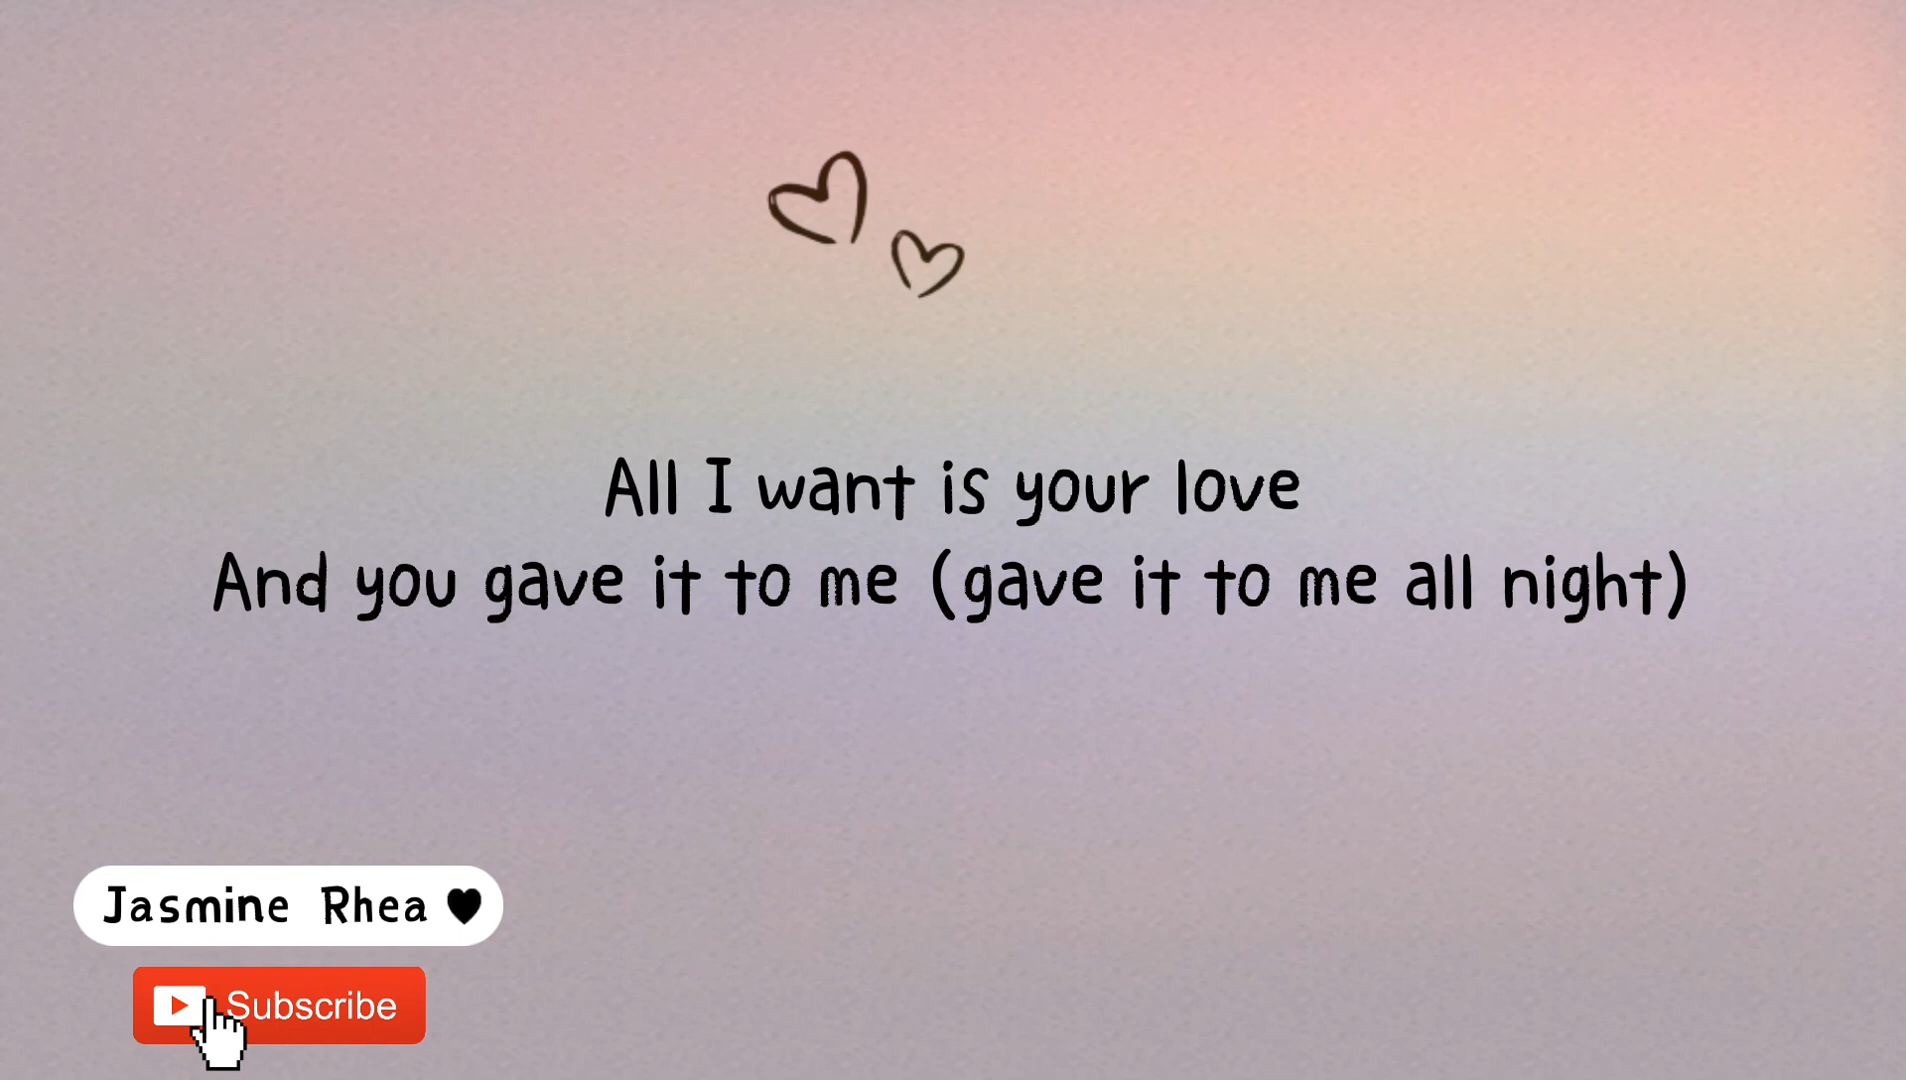 All I want is your love
And you gave it to me (gave it to me all night)
Jasmine Rhea ♥
Subscribe